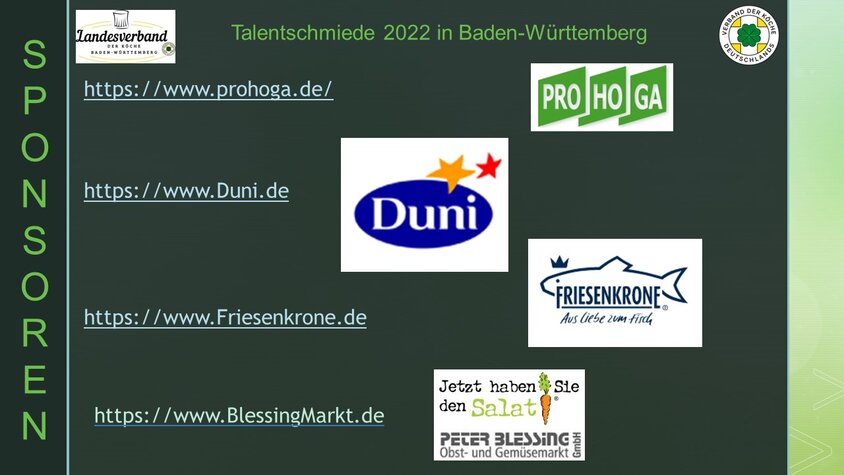 Landesverband
DER KÖCHE
BADEN-WÜRTTEMBERG
Talentschmiede 2022 in Baden-Württemberg
VERBAND DER KÖCHE
DEUTSCHLANDS
SPONSOREN
https://www.prohoga.de/
PRO HO GA
https://www.Duni.de
Duni
https://www.Friesenkrone.de
FRIESENKRONE®
Aus Liebe zum Fisch
https://www.BlessingMarkt.de
Jetzt haben Sie
den Salat®
PETER BLESSING GmbH
Obst- und Gemüsemarkt